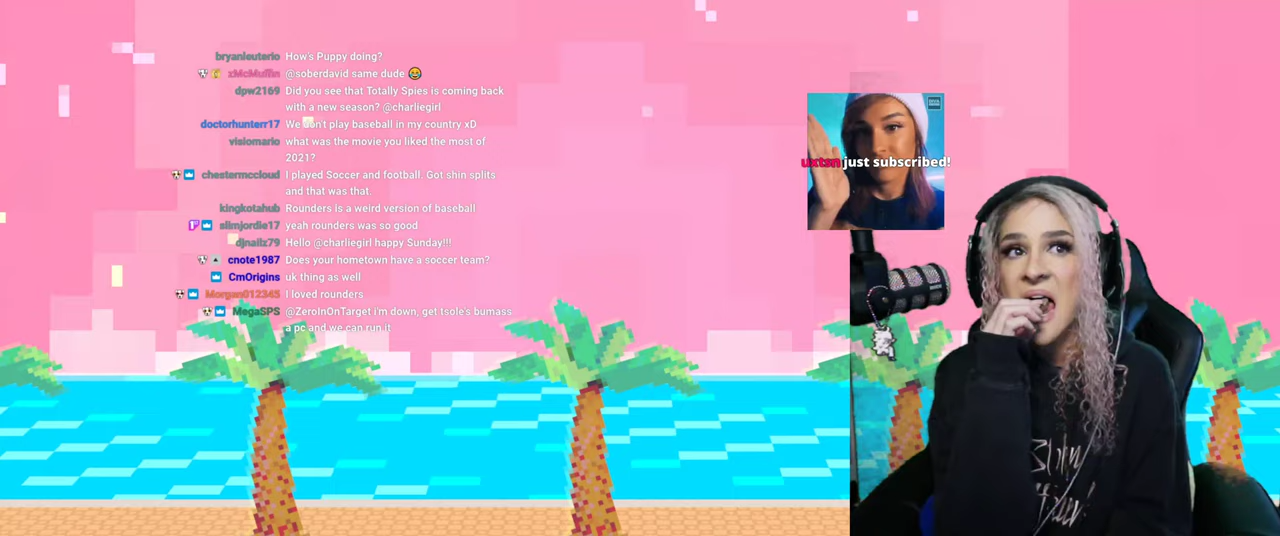 bryanleuterio How's Puppy doing?
xMcMuffin @soberdavid same dude 😂
dpw2169 Did you see that Totally Spies is coming back
with a new season? @charliegirl
doctorhunterr17 We don't play baseball in my country xD
visiomario what was the movie you liked the most of
2021?
chestermccloud I played Soccer and football. Got shin splits
and that was that.
kingkotahub Rounders is a weird version of baseball
slimjordie17 yeah rounders was so good
djnailz79 Hello @charliegirl happy Sunday!!!
cnote1987 Does your hometown have a soccer team?
CmOrigins uk thing as well
Morgan012345 I loved rounders
MegaSPS @ZeroInOnTarget i'm down, get tsole's bumass
a pc and we can run it
uxtsn just subscribed!